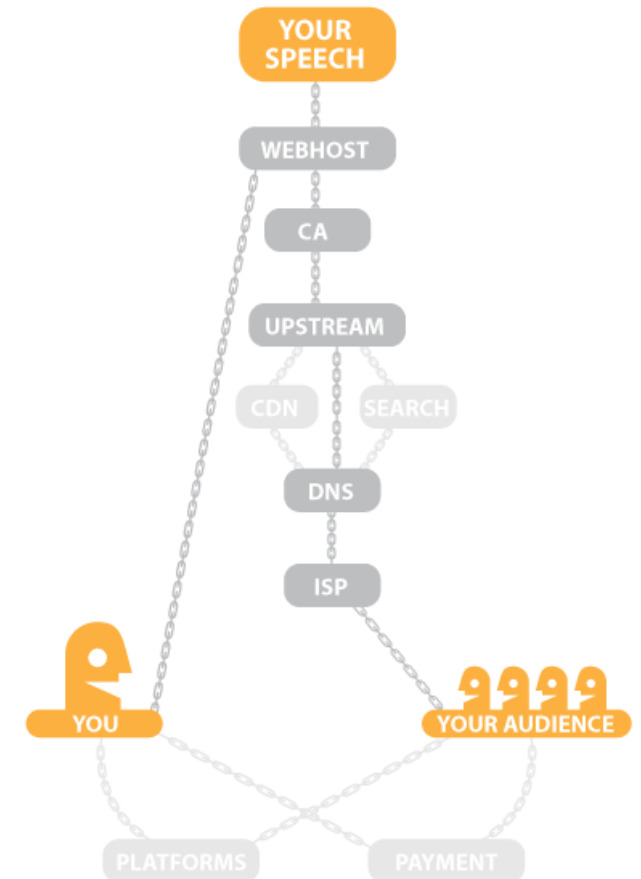 YOUR
SPEECH
WEBHOST
CA
UPSTREAM
CDN
SEARCH
DNS
ISP
YOU
YOUR AUDIENCE
PLATFORMS
PAYMENT